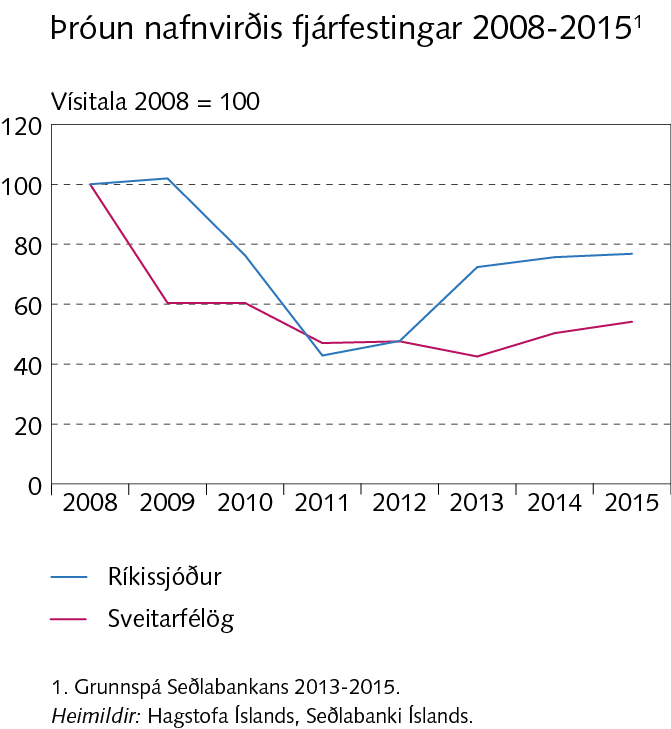 Þróun nafnvirðis fjárfestingar 2008-2015¹
Vísitala 2008 = 100
120
100
80
60
40
20
0
2008 2009 2010 2011 2012 2013 2014 2015
Ríkissjóður
Sveitarfélög
1. Grunnspá Seðlabankans 2013-2015.
Heimildir: Hagstofa Íslands, Seðlabanki Íslands.